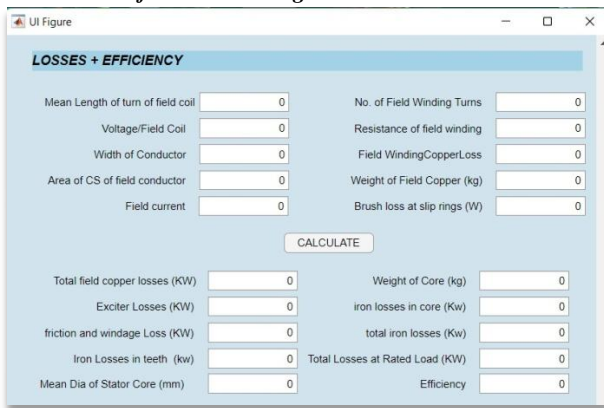 UI Figure
LOSSES + EFFICIENCY
Mean Length of turn of field coil 0 No. of Field Winding Turns 0
Voltage/Field Coil 0 Resistance of field winding 0
Width of Conductor 0 Field WindingCopperLoss 0
Area of CS of field conductor 0 Weight of Field Copper (kg) 0
Field current 0 Brush loss at slip rings (W) 0
CALCULATE
Total field copper losses (KW) 0 Weight of Core (kg) 0
Exciter Losses (KW) 0 iron losses in core (Kw) 0
friction and windage Loss (KW) 0 total iron losses (Kw) 0
Iron Losses in teeth (kw) 0 Total Losses at Rated Load (KW) 0
Mean Dia of Stator Core (mm) 0 Efficiency 0